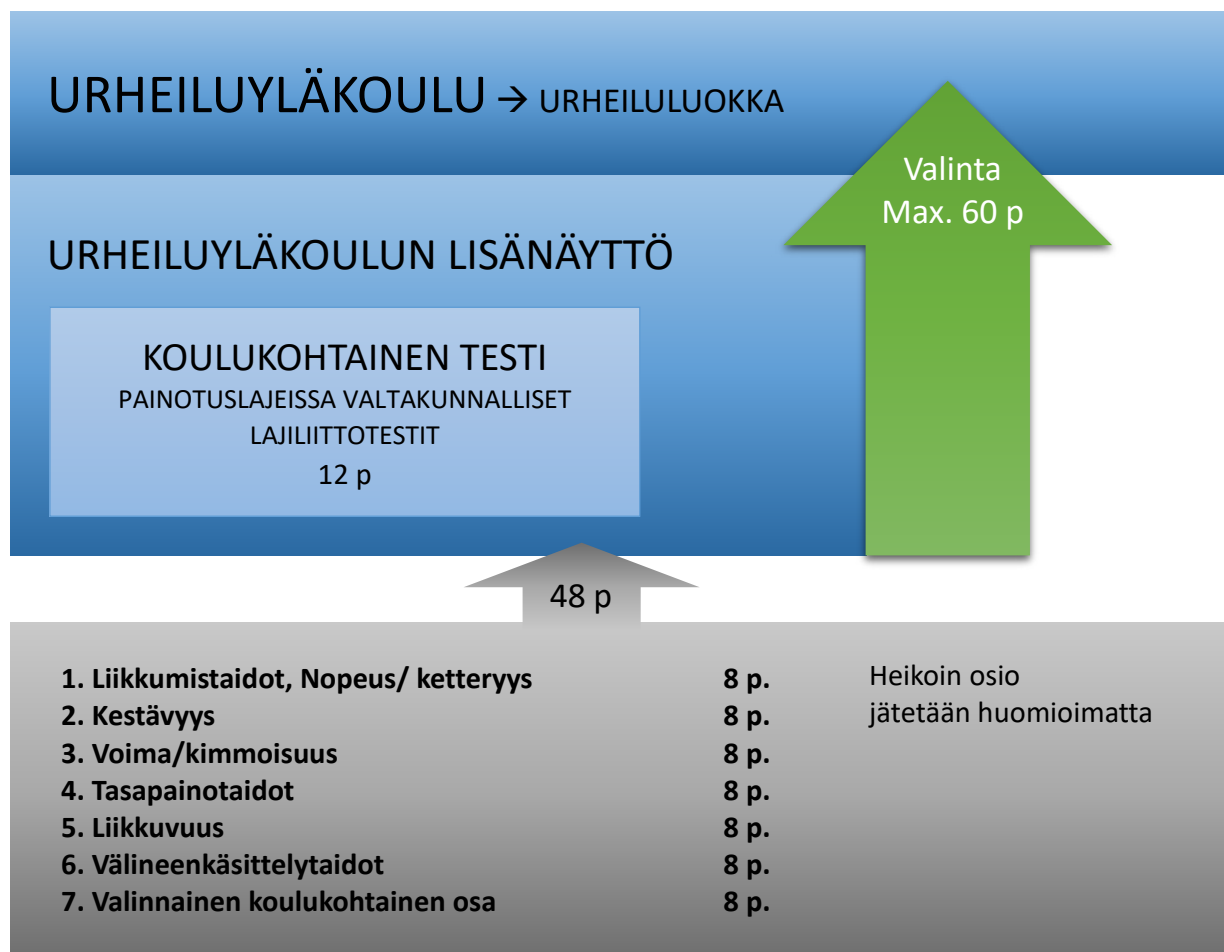 URHEILUYLÄKOULU → URHEILULUOKKA
Valinta
Max. 60 p
URHEILUYLÄKOULUN LISÄNÄYTTÖ
KOULUKOHTAINEN TESTI
PAINOTUSLAJEISSA VALTAKUNNALLISET
LAJILIITTOTESTIT
12 p
48 p
1. Liikkumistaidot, Nopeus/ ketteryys 8 p. Heikoin osio
2. Kestävyys 8 p. jätetään huomioimatta
3. Voima/kimmoisuus 8 p.
4. Tasapainotaidot 8 p.
5. Liikkuvuus 8 p.
6. Välineenkäsittelytaidot 8 p.
7. Valinnainen koulukohtainen osa 8 p.